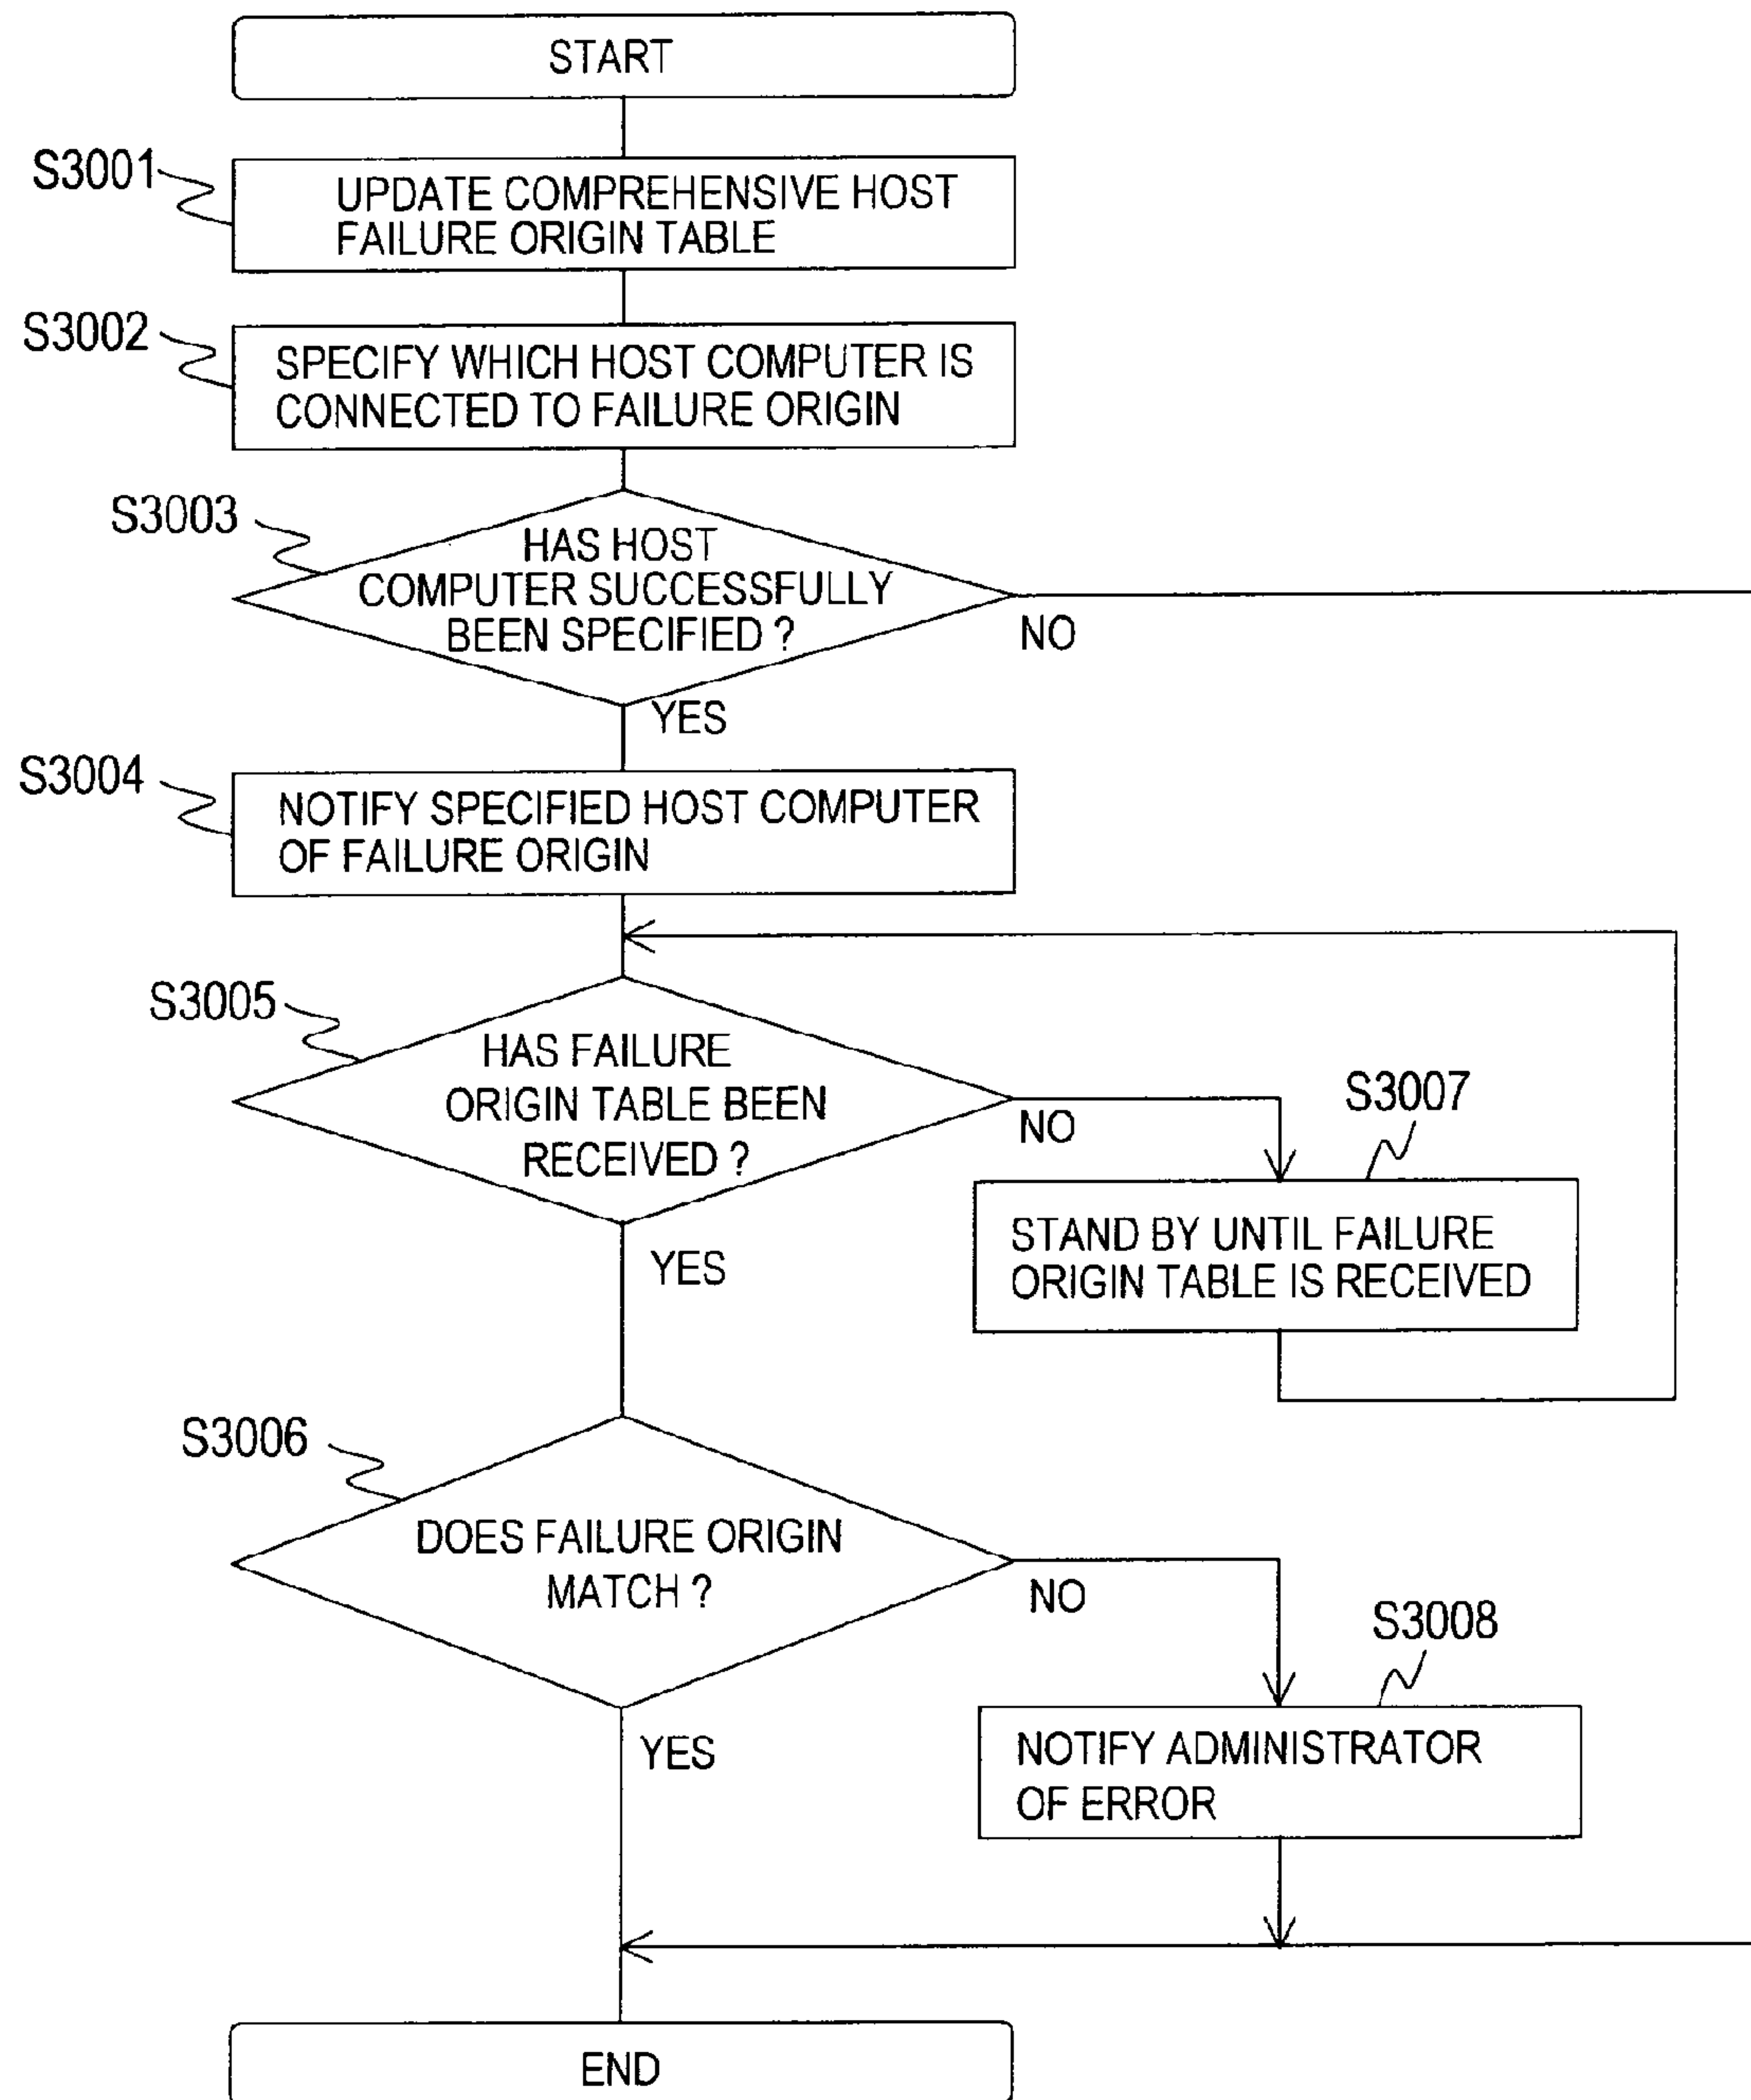 START
S3001
UPDATE COMPREHENSIVE HOST
FAILURE ORIGIN TABLE
S3002
SPECIFY WHICH HOST COMPUTER IS
CONNECTED TO FAILURE ORIGIN
S3003
HAS HOST
COMPUTER SUCCESSFULLY
BEEN SPECIFIED ?
NO
YES
S3004
NOTIFY SPECIFIED HOST COMPUTER
OF FAILURE ORIGIN
S3005
HAS FAILURE
ORIGIN TABLE BEEN
RECEIVED ?
NO
YES
S3007
STAND BY UNTIL FAILURE
ORIGIN TABLE IS RECEIVED
S3006
DOES FAILURE ORIGIN
MATCH ?
NO
YES
S3008
NOTIFY ADMINISTRATOR
OF ERROR
END